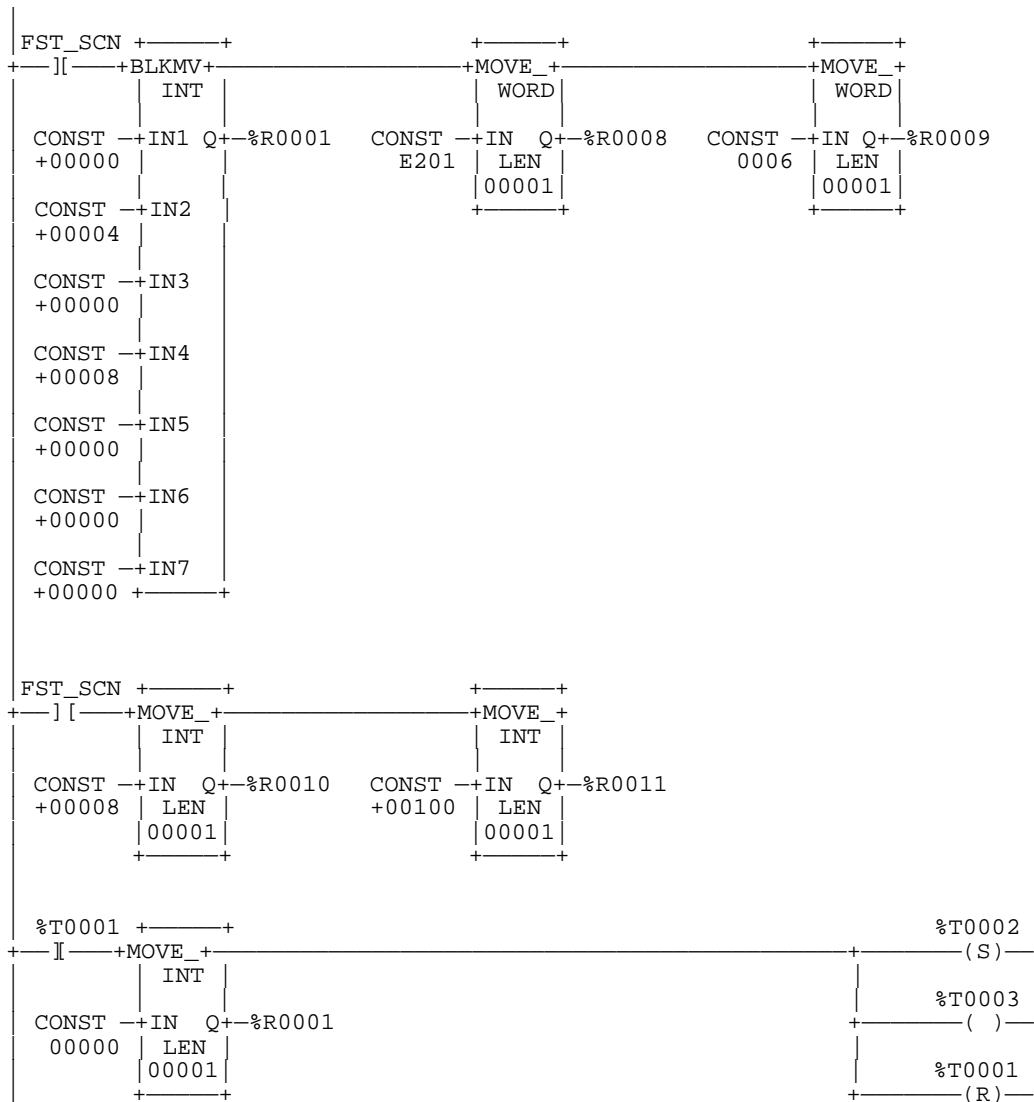 FST_SCN
] [ BLKMV MOVE_ MOVE_
INT WORD WORD
CONST IN1 Q %R0001 CONST IN Q %R0008 CONST IN Q %R0009
+00000 E201 LEN 0006 LEN
00001 00001
CONST IN2
+00004
CONST IN3
+00000
CONST IN4
+00008
CONST IN5
+00000
CONST IN6
+00000
CONST IN7
+00000
FST_SCN
] [ MOVE_ MOVE_
INT INT
CONST IN Q %R0010 CONST IN Q %R0011
+00008 LEN +00100 LEN
00001 00001
%T0001 %T0002
] [ MOVE_ (S)
INT
%T0003
CONST IN Q %R0001 ( )
00000 LEN
00001 %T0001
(R)